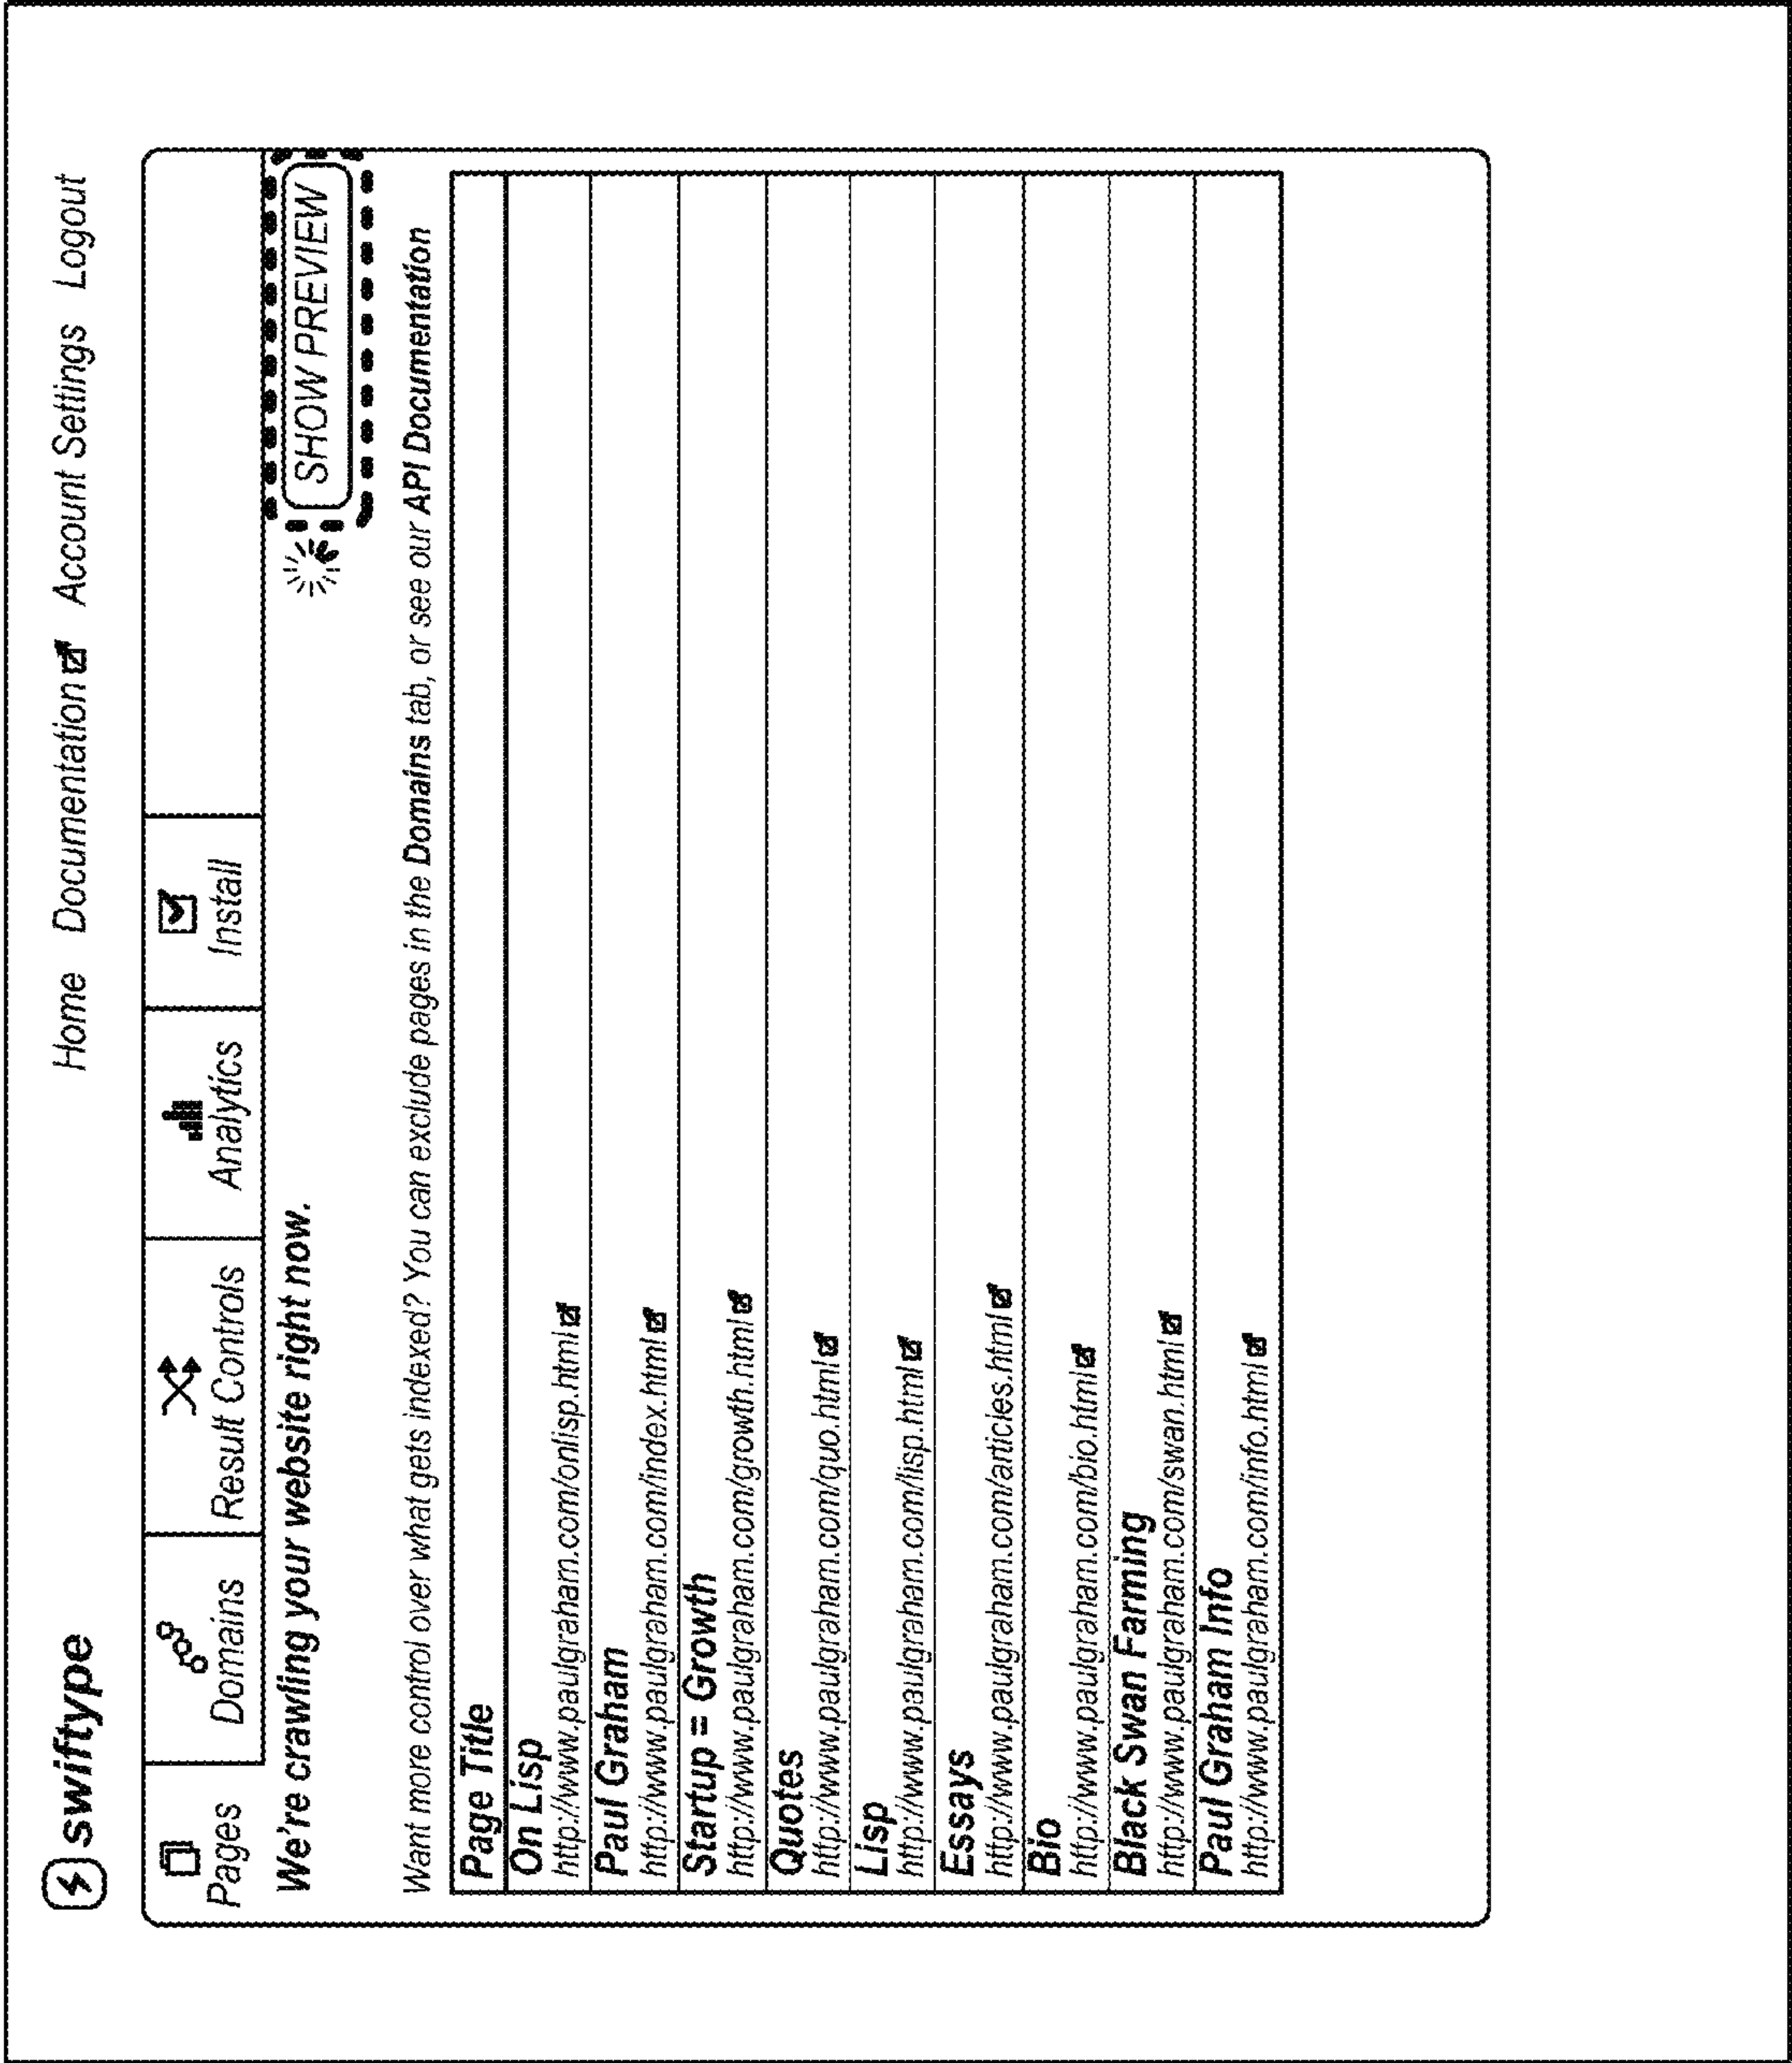 swiftype
Home Documentation Account Settings Logout
Pages Domains Result Controls Analytics Install
We're crawling your website right now.
SHOW PREVIEW
Want more control over what gets indexed? You can exclude pages in the Domains tab, or see our API Documentation
Page Title
On Lisp
http://www.paulgraham.com/onlisp.html
Paul Graham
http://www.paulgraham.com/index.html
Startup = Growth
http://www.paulgraham.com/growth.html
Quotes
http://www.paulgraham.com/quo.html
Lisp
http://www.paulgraham.com/lisp.html
Essays
http://www.paulgraham.com/articles.html
Bio
http://www.paulgraham.com/bio.html
Black Swan Farming
http://www.paulgraham.com/swan.html
Paul Graham Info
http://www.paulgraham.com/info.html